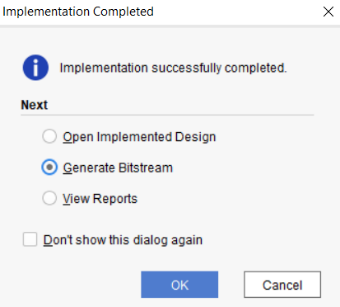 Implementation Completed
Implementation successfully completed.
Next
Open Implemented Design
Generate Bitstream
View Reports
Don't show this dialog again
OK
Cancel